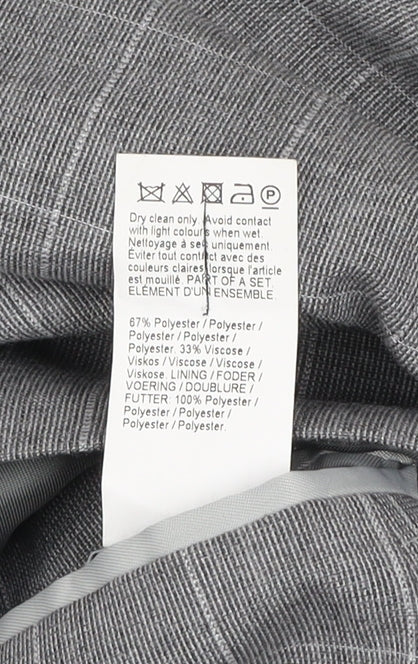 Dry clean only. Avoid contact
with light colours when wet.
Nettoyage à sec uniquement.
Éviter tout contact avec des
couleurs claires lorsque l'article
est mouillé. PART OF A SET.
ELÉMENT D'UN ENSEMBLE.
67% Polyester / Polyester /
Polyester / Polyester /
Polyester. 33% Viscose /
Viskos / Viscose / Viscose /
Viskose. LINING / FODER /
VOERING / DOUBLURE /
FUTTER: 100% Polyester /
Polyester / Polyester /
Polyester / Polyester.